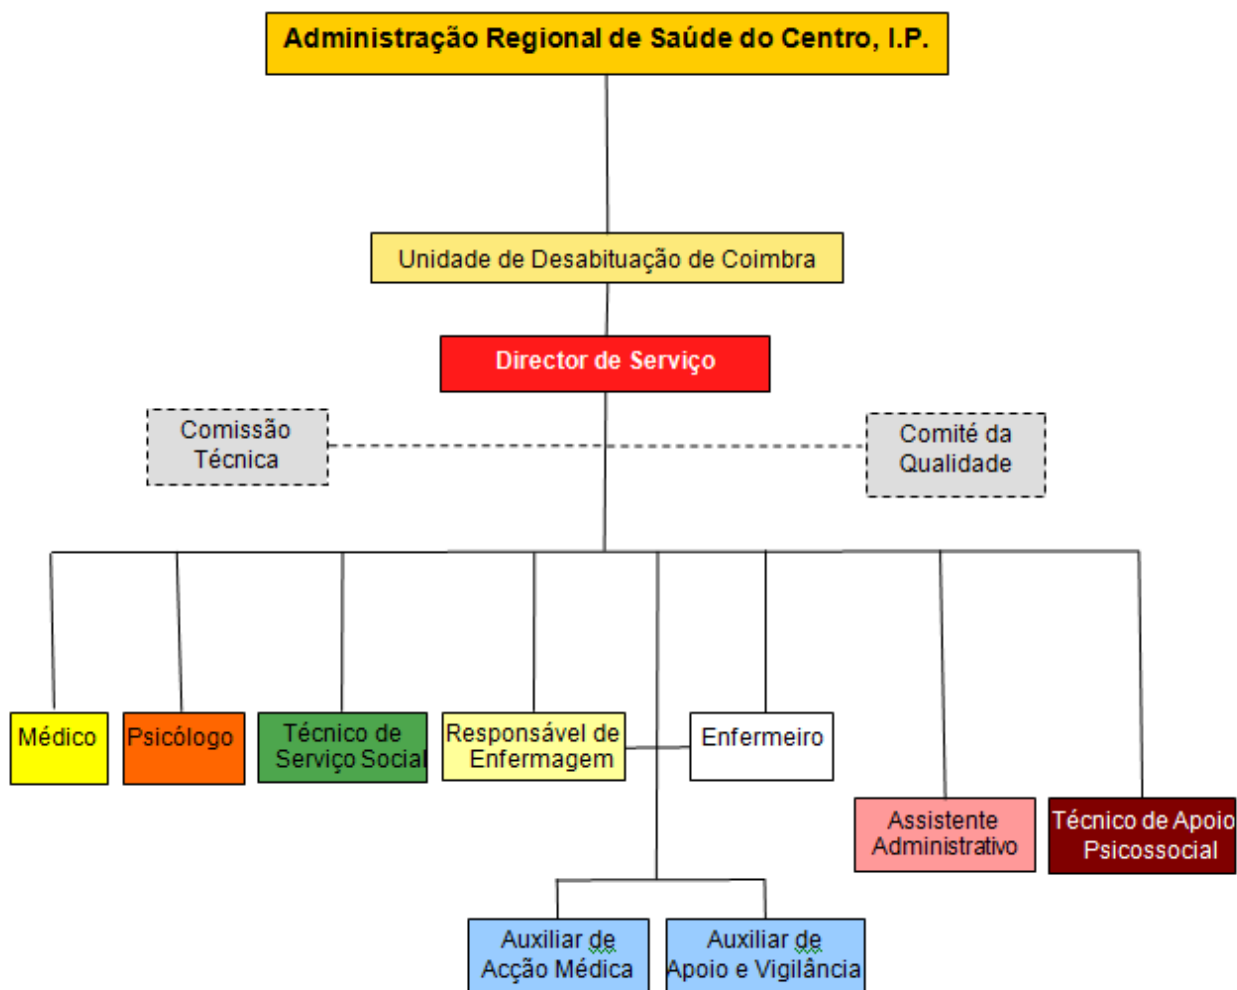 Administração Regional de Saúde do Centro, I.P.
Unidade de Desabituação de Coimbra
Director de Serviço
Comissão
Técnica
Comité da
Qualidade
Médico
Psicólogo
Técnico de
Serviço Social
Responsável de
Enfermagem
Enfermeiro
Assistente
Administrativo
Técnico de Apoio
Psicossocial
Auxiliar de
Acção Médica
Auxiliar de
Apoio e Vigilância